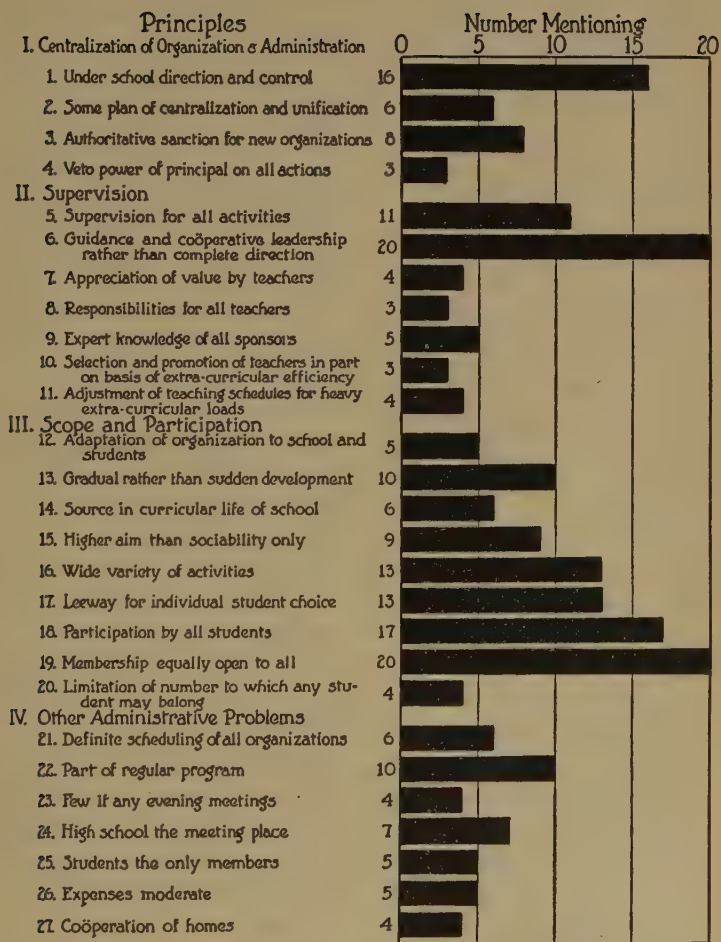 Principles
Number Mentioning
I. Centralization of Organization & Administration
0 5 10 15 20
1. Under school direction and control 16
2. Some plan of centralization and unification 6
3. Authoritative sanction for new organizations 8
4. Veto power of principal on all actions 3
II. Supervision
5. Supervision for all activities 11
6. Guidance and coöperative leadership
rather than complete direction 20
7. Appreciation of value by teachers 4
8. Responsibilities for all teachers 3
9. Expert knowledge of all sponsors 5
10. Selection and promotion of teachers in part
on basis of extra-curricular efficiency 3
11. Adjustment of teaching schedules for heavy
extra-curricular loads 4
III. Scope and Participation
12. Adaptation of organization to school and
students 5
13. Gradual rather than sudden development 10
14. Source in curricular life of school 6
15. Higher aim than sociability only 9
16. Wide variety of activities 13
17. Leeway for individual student choice 13
18. Participation by all students 17
19. Membership equally open to all 20
20. Limitation of number to which any stu-
dent may belong 4
IV. Other Administrative Problems
21. Definite scheduling of all organizations 6
22. Part of regular program 10
23. Few if any evening meetings 4
24. High school the meeting place 7
25. Students the only members 5
26. Expenses moderate 5
27. Coöperation of homes 4